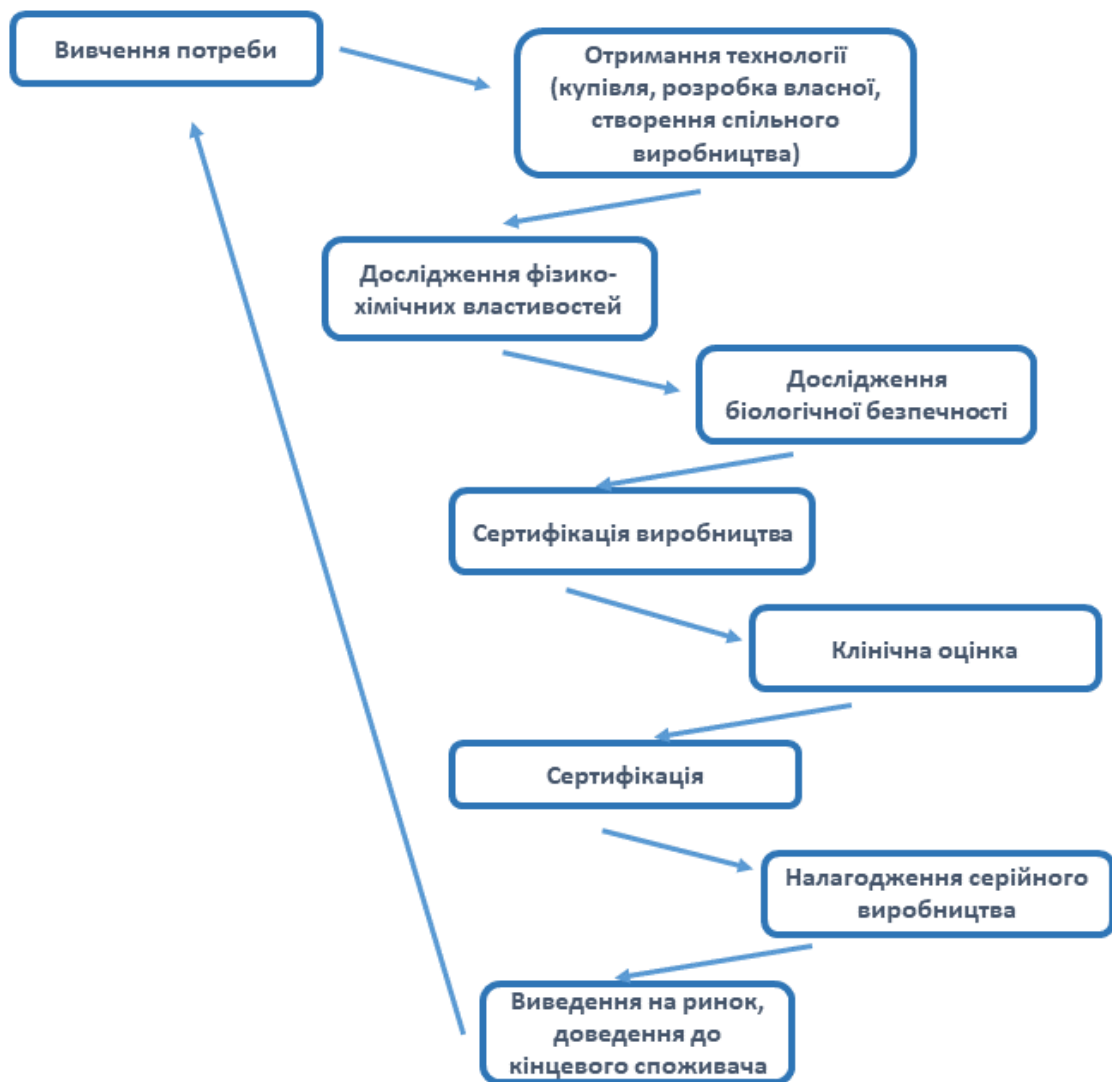 Вивчення потреби
Отримання технології
(купівля, розробка власної,
створення спільного
виробництва)
Дослідження фізико-
хімічних властивостей
Дослідження
біологічної безпечності
Сертифікація виробництва
Клінічна оцінка
Сертифікація
Налагодження серійного
виробництва
Виведення на ринок,
доведення до
кінцевого споживача